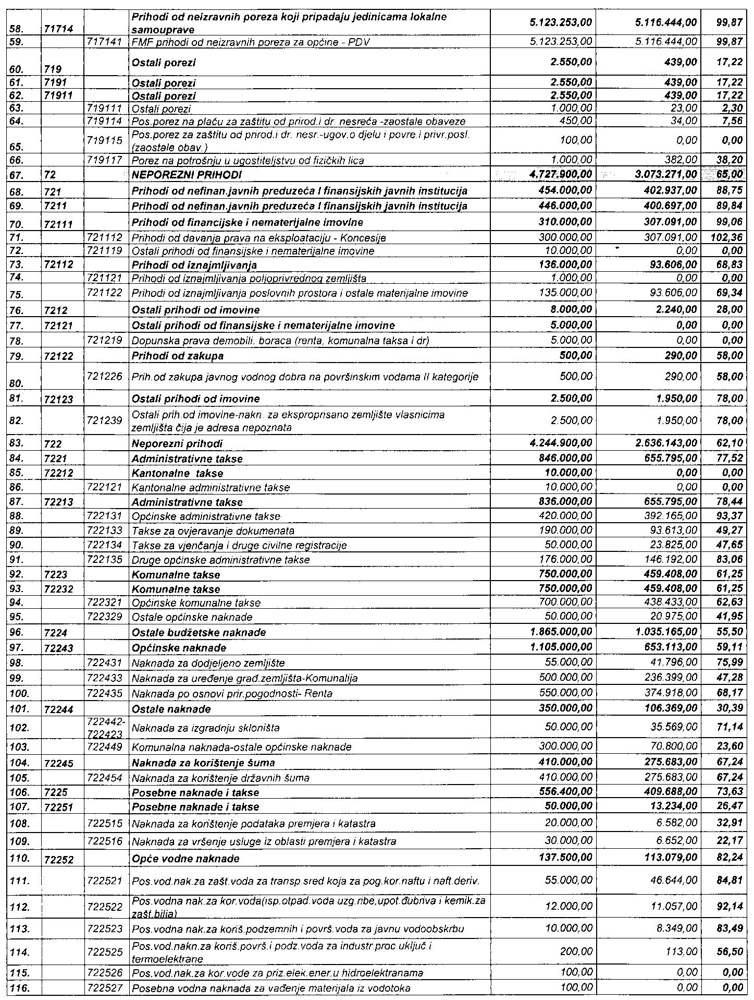 58. 71714 Prihodi od neizravnih poreza koji pripadaju jedinicama lokalne samouprave 5.123.253,00 5.116.444,00 99,87
59. 717141 FMF prihodi od neizravnih poreza za općine - PDV 5.123.253,00 5.116.444,00 99,87
60. 719 Ostali porezi 2.550,00 439,00 17,22
61. 7191 Ostali porezi 2.550,00 439,00 17,22
62. 71911 Ostali porezi 2.550,00 439,00 17,22
63. 719111 Ostali porezi 1.000,00 23,00 2,30
64. 719114 Pos.porez na plaću za zaštitu od prirod.i dr. nesreća -zaostale obaveze 450,00 34,00 7,56
65. 719115 Pos.porez za zaštitu od prirod.i dr. nesr.-ugov.o djelu i povre.i privr.posl. (zaostale obav.) 100,00 0,00 0,00
66. 719117 Porez na potrošnju u ugostiteljstvu od fizičkih lica 1.000,00 382,00 38,20
67. 72 NEPOREZNI PRIHODI 4.727.900,00 3.073.271,00 65,00
68. 721 Prihodi od nefinan.javnih preduzeća I finansijskih javnih institucija 454.000,00 402.937,00 88,75
69. 7211 Prihodi od nefinan.javnih preduzeća I finansijskih javnih institucija 446.000,00 400.697,00 89,84
70. 72111 Prihodi od financijske i nematerijalne imovine 310.000,00 307.091,00 99,06
71. 721112 Prihodi od davanja prava na eksploataciju - Koncesije 300.000,00 307.091,00 102,36
72. 721119 Ostali prihodi od finansijske i nematerijalne imovine 10.000,00 0,00 0,00
73. 72112 Prihodi od iznajmljivanja 136.000,00 93.606,00 68,83
74. 721121 Prihodi od iznajmljivanja poljoprivrednog zemljišta 1.000,00 0,00 0,00
75. 721122 Prihodi od iznajmljivanja poslovnih prostora i ostale materijalne imovine 135.000,00 93.606,00 69,34
76. 7212 Ostali prihodi od imovine 8.000,00 2.240,00 28,00
77. 72121 Ostali prihodi od finansijske i nematerijalne imovine 5.000,00 0,00 0,00
78. 721219 Dopunska prava demobili. boraca (renta, komunalna taksa i dr) 5.000,00 0,00 0,00
79. 72122 Prihodi od zakupa 500,00 290,00 58,00
80. 721226 Prih.od zakupa javnog vodnog dobra na površinskim vodama II kategorije 500,00 290,00 58,00
81. 72123 Ostali prihodi od imovine 2.500,00 1.950,00 78,00
82. 721239 Ostali prih.od imovine-nakn. za eksproprisano zemljište vlasnicima zemljišta čija je adresa nepoznata 2.500,00 1.950,00 78,00
83. 722 Neporezni prihodi 4.244.900,00 2.636.143,00 62,10
84. 7221 Administrativne takse 846.000,00 655.795,00 77,52
85. 72212 Kantonalne takse 10.000,00 0,00 0,00
86. 722121 Kantonalne administrativne takse 10.000,00 0,00 0,00
87. 72213 Administrativne takse 836.000,00 655.795,00 78,44
88. 722131 Općinske administrativne takse 420.000,00 392.165,00 93,37
89. 722133 Takse za ovjeravanje dokumenata 190.000,00 93.613,00 49,27
90. 722134 Takse za vjenčanja i druge civilne registracije 50.000,00 23.825,00 47,65
91. 722135 Druge općinske administrativne takse 176.000,00 146.192,00 83,06
92. 7223 Komunalne takse 750.000,00 459.408,00 61,25
93. 72232 Komunalne takse 750.000,00 459.408,00 61,25
94. 722321 Općinske komunalne takse 700.000,00 438.433,00 62,63
95. 722329 Ostale općinske naknade 50.000,00 20.975,00 41,95
96. 7224 Ostale budžetske naknade 1.865.000,00 1.035.165,00 55,50
97. 72243 Općinske naknade 1.105.000,00 653.113,00 59,11
98. 722431 Naknada za dodjeljeno zemljište 55.000,00 41.796,00 75,99
99. 722433 Naknada za uređenje građ.zemljišta-Komunalija 500.000,00 236.399,00 47,28
100. 722435 Naknada po osnovi prir.pogodnosti- Renta 550.000,00 374.918,00 68,17
101. 72244 Ostale naknade 350.000,00 106.369,00 30,39
102. 722442-722423 Naknada za izgradnju skloništa 50.000,00 35.569,00 71,14
103. 722449 Komunalna naknada-ostale općinske naknade 300.000,00 70.800,00 23,60
104. 72245 Naknada za korištenje šuma 410.000,00 275.683,00 67,24
105. 722454 Naknada za korištenje državnih šuma 410.000,00 275.683,00 67,24
106. 7225 Posebne naknade i takse 556.400,00 409.688,00 73,63
107. 72251 Posebne naknade i takse 50.000,00 13.234,00 26,47
108. 722515 Naknada za korištenje podataka premjera i katastra 20.000,00 6.582,00 32,91
109. 722516 Naknada za vršenje usluge iz oblasti premjera i katastra 30.000,00 6.652,00 22,17
110. 72252 Opće vodne naknade 137.500,00 113.079,00 82,24
111. 722521 Pos.vod.nak.za zašt.voda za transp.sred.koja za pog.kor.naftu i naft.deriv. 55.000,00 46.644,00 84,81
112. 722522 Pos.vodna nak.za kor.voda(isp.otpad.voda uzg.ribe,upot.đubriva i kemik.za zašt.bilja) 12.000,00 11.057,00 92,14
113. 722523 Pos.vodna nak.za koriš.podzemnih i površ.voda za javnu vodoobskrbu 10.000,00 8.349,00 83,49
114. 722525 Pos.vod.nakn.za koriš.površ.i podz.voda za industr.proc.uključ.i termoelektrane 200,00 113,00 56,50
115. 722526 Pos.vod.nak.za kor.vode za priz.elek.ener.u hidroelektranama 100,00 0,00 0,00
116. 722527 Posebna vodna naknada za vađenje materijala iz vodotoka 100,00 0,00 0,00